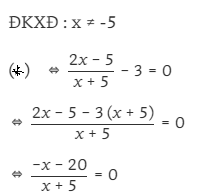 ĐKXĐ : x ≠ -5
(*) ⇔ (2x - 5)/(x + 5) - 3 = 0
⇔ (2x - 5 - 3 (x + 5))/(x + 5) = 0
⇔ (-x - 20)/(x + 5) = 0